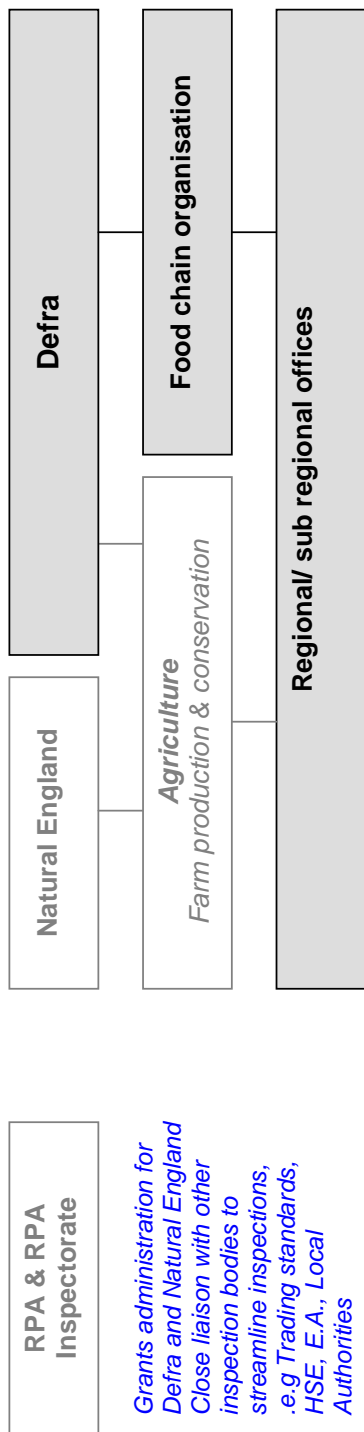 RPA & RPA
Inspectorate
Natural England
Defra
Grants administration for
Defra and Natural England
Close liaison with other
inspection bodies to
streamline inspections,
.e.g Trading standards,
HSE, E.A., Local
Authorities
Agriculture
Farm production & conservation
Food chain organisation
Regional/ sub regional offices